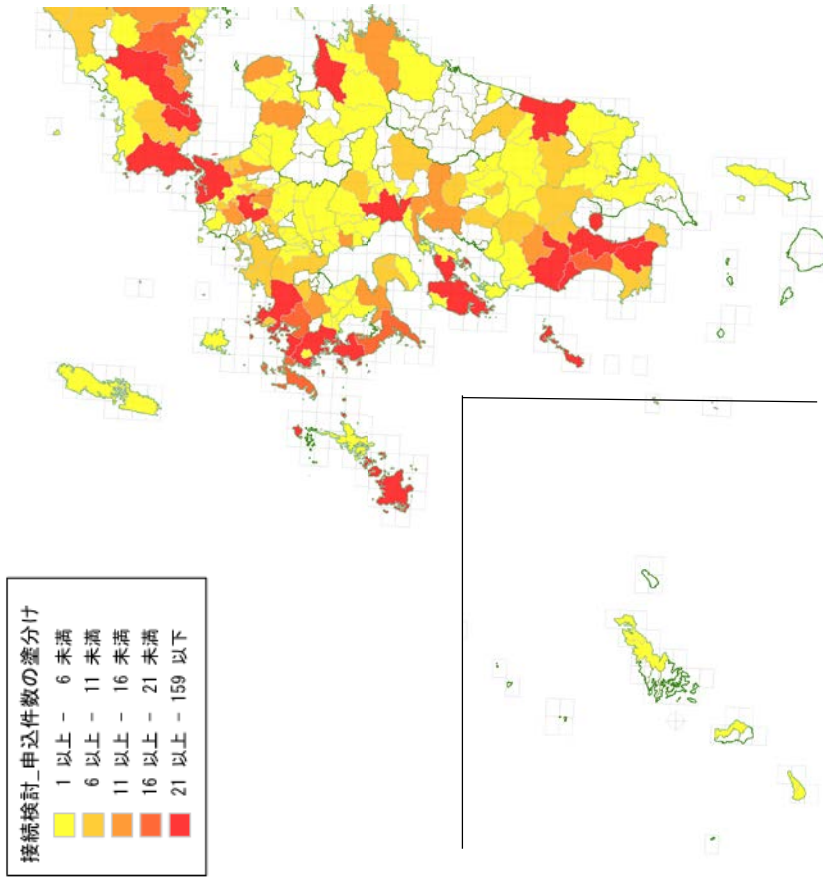 接続検討_申込件数の塗分け
1 以上 - 6 未満
6 以上 - 11 未満
11 以上 - 16 未満
16 以上 - 21 未満
21 以上 - 159 以下